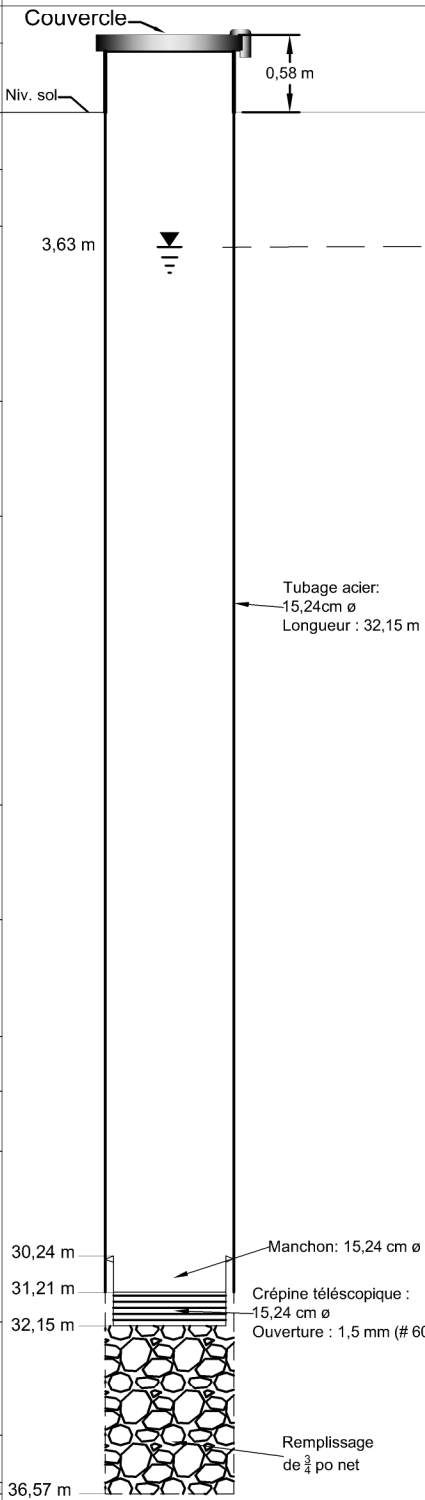 Couvercle
0,58 m
Niv. sol
3,63 m
Tubage acier:
15,24cm ø
Longueur : 32,15 m
30,24 m
Manchon: 15,24 cm ø
31,21 m
Crépine téléscopique :
15,24 cm ø
32,15 m
Ouverture : 1,5 mm (# 60
Remplissage
de 3/4 po net
36,57 m